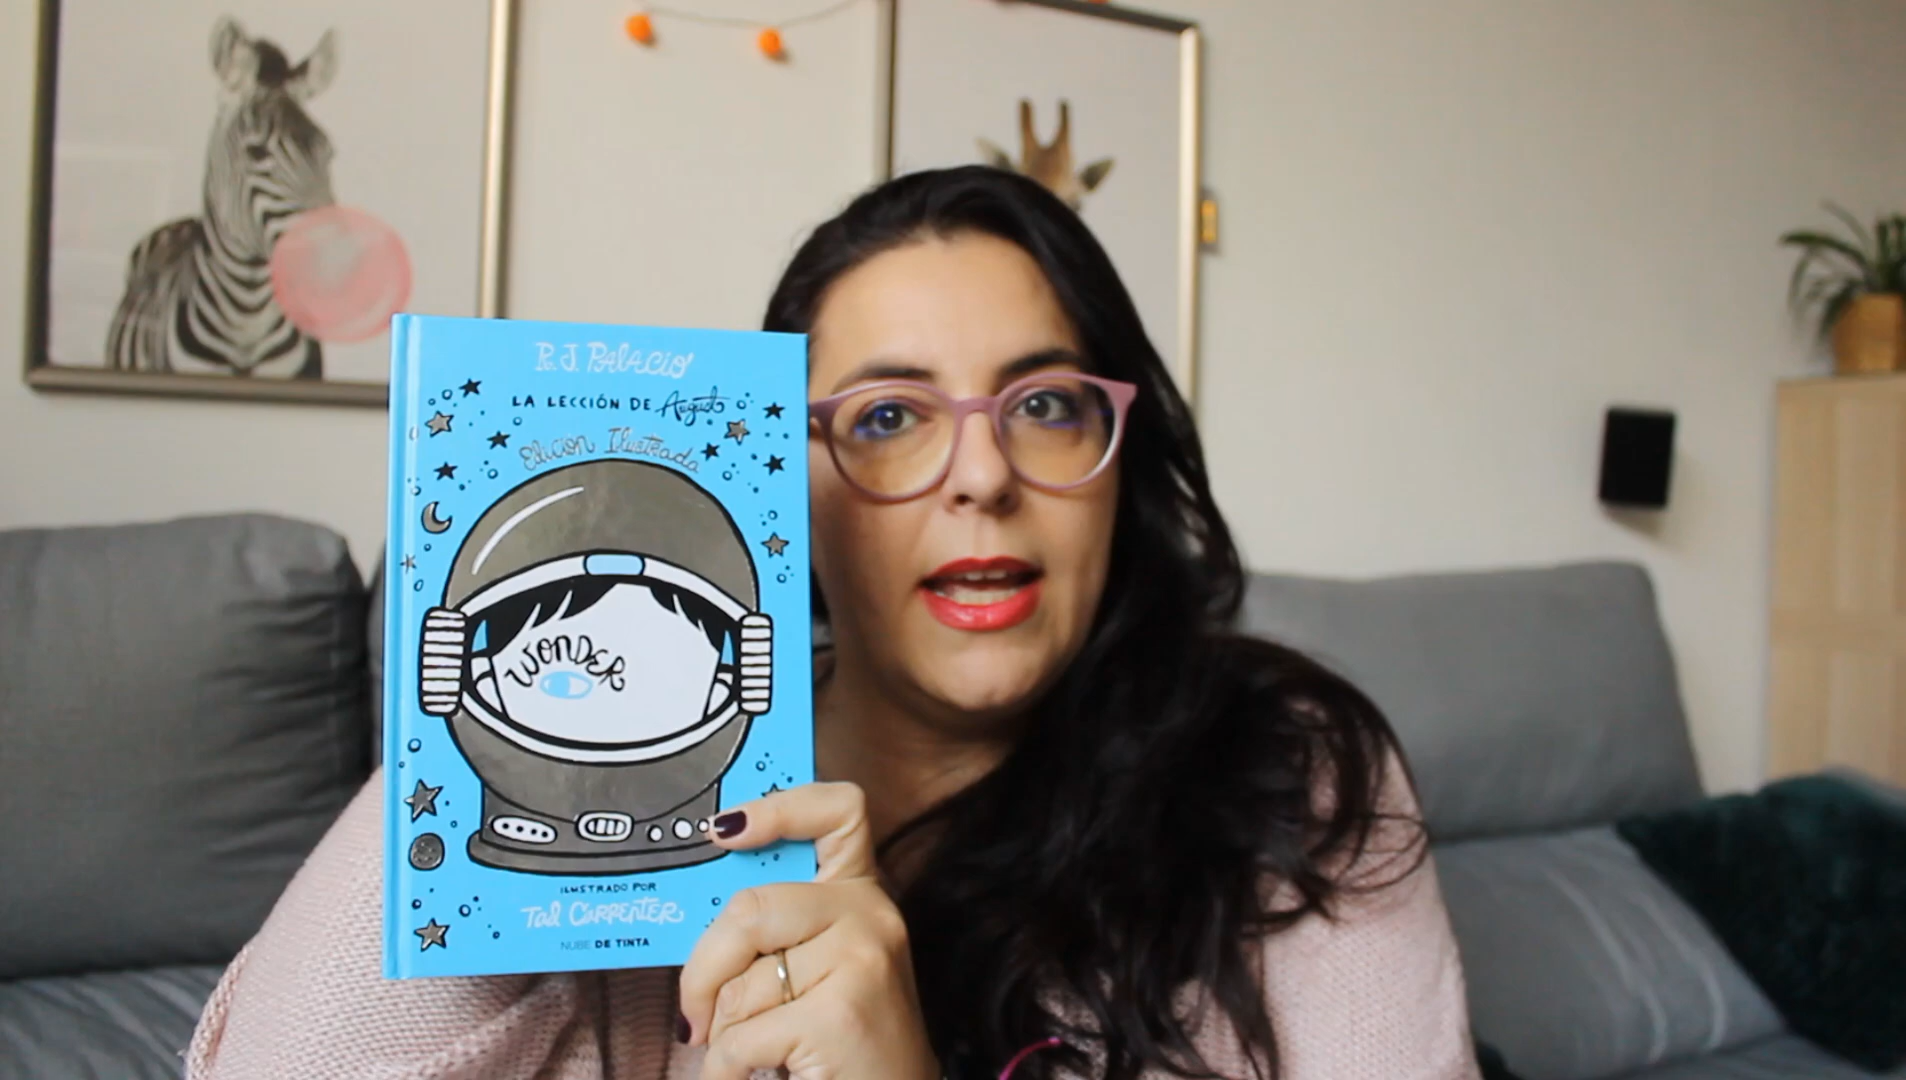 R. J. Palacio
LA LECCIÓN DE August
Edición Ilustrada
WONDER
ILUSTRADO POR
Tad Carpenter
NUBE DE TINTA